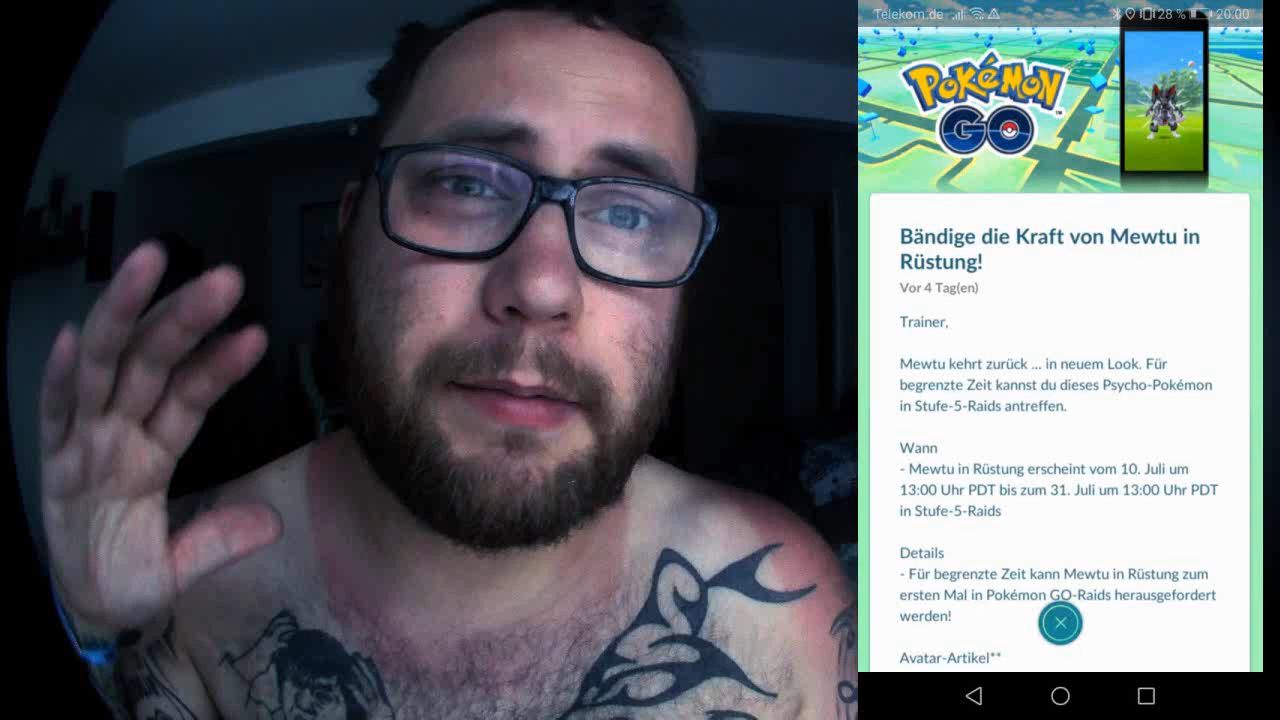 Telekom.de 28 % 20:00
POKÉMON
GO
Bändige die Kraft von Mewtu in
Rüstung!
Vor 4 Tag(en)
Trainer,
Mewtu kehrt zurück ... in neuem Look. Für
begrenzte Zeit kannst du dieses Psycho-Pokémon
in Stufe-5-Raids antreffen.
Wann
- Mewtu in Rüstung erscheint vom 10. Juli um
13:00 Uhr PDT bis zum 31. Juli um 13:00 Uhr PDT
in Stufe-5-Raids
Details
- Für begrenzte Zeit kann Mewtu in Rüstung zum
ersten Mal in Pokémon GO-Raids herausgefordert
werden!
Avatar-Artikel**